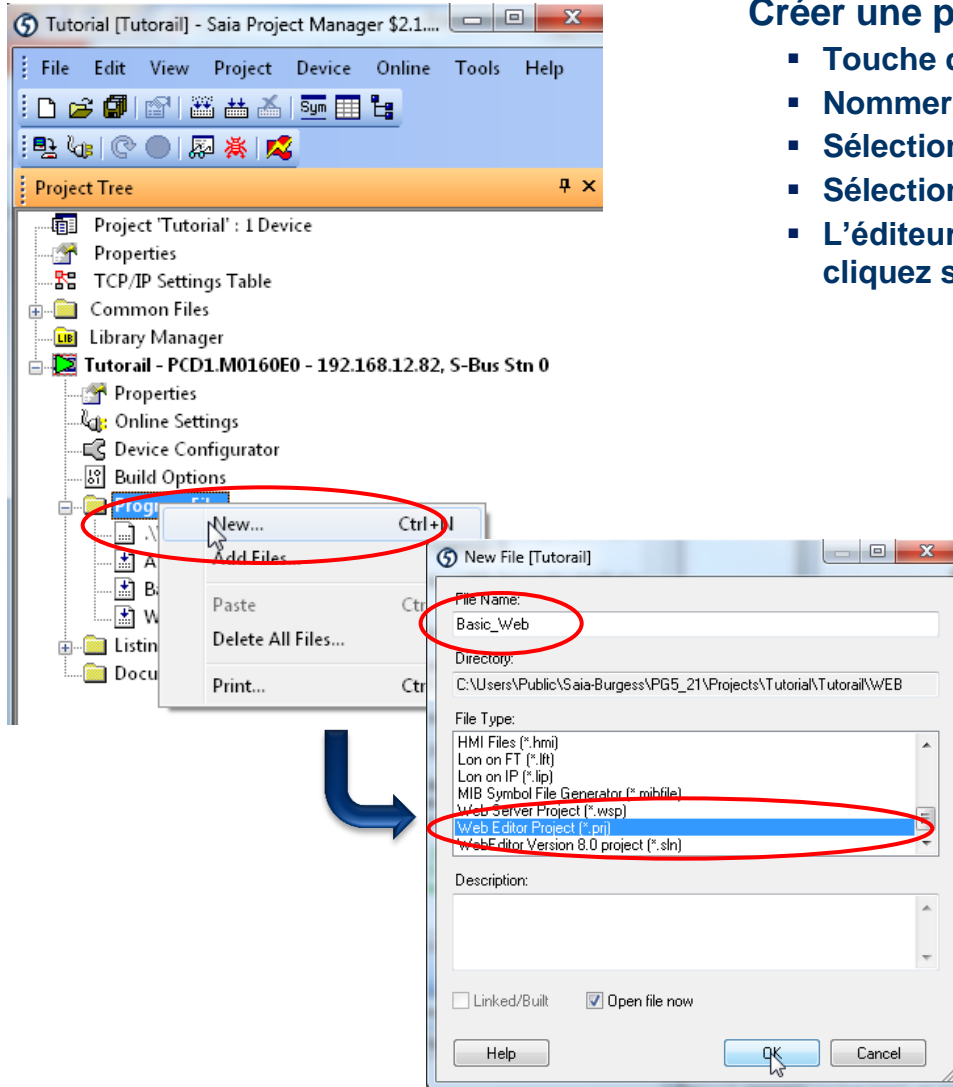 Tutorial [Tutorail] - Saia Project Manager $2.1....
File Edit View Project Device Online Tools Help
Sym
Project Tree
Project 'Tutorial' : 1 Device
Properties
TCP/IP Settings Table
Common Files
LIB Library Manager
Tutorail - PCD1.M0160E0 - 192.168.12.82, S-Bus Stn 0
Properties
Online Settings
Device Configurator
Build Options
New... Ctrl+N
Add Files
Paste
Delete All Files...
Print...
Créer une p
Touche
Nommer
L'éditeur
cliquez s
New File [Tutorail]
File Name:
Basic_Web
Directory:
C:\Users\Public\Saia-Burgess\PG5_21\Projects\Tutorial\Tutorail\WEB
File Type:
HMI Files (*.hmi)
Lon on FT (*.lft)
Lon on IP (*.lip)
MIB Symbol File Generator (*.mibfile)
Web Server Project (*.wsp)
Web Editor Project (*.prj)
WebEditor Version 8.0 project (*.sln)
Description:
Linked/Built Open file now
Help OK Cancel